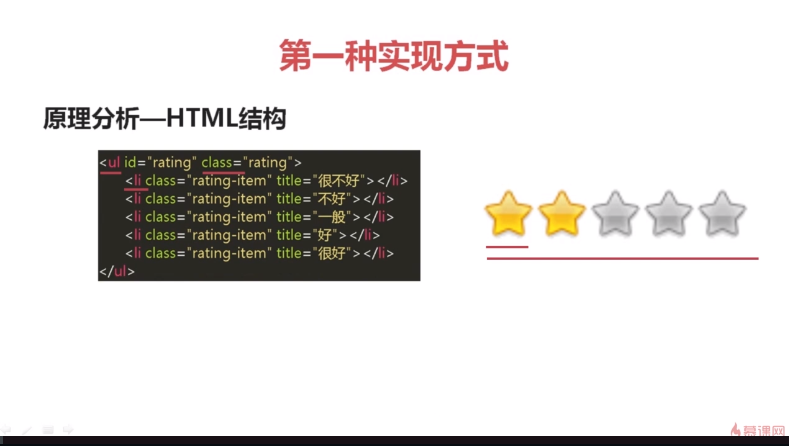 第一种实现方式
原理分析—HTML结构
<ul id="rating" class="rating">
<li class="rating-item" title="很不好"></li>
<li class="rating-item" title="不好"></li>
<li class="rating-item" title="一般"></li>
<li class="rating-item" title="好"></li>
<li class="rating-item" title="很好"></li>
</ul>
慕课网